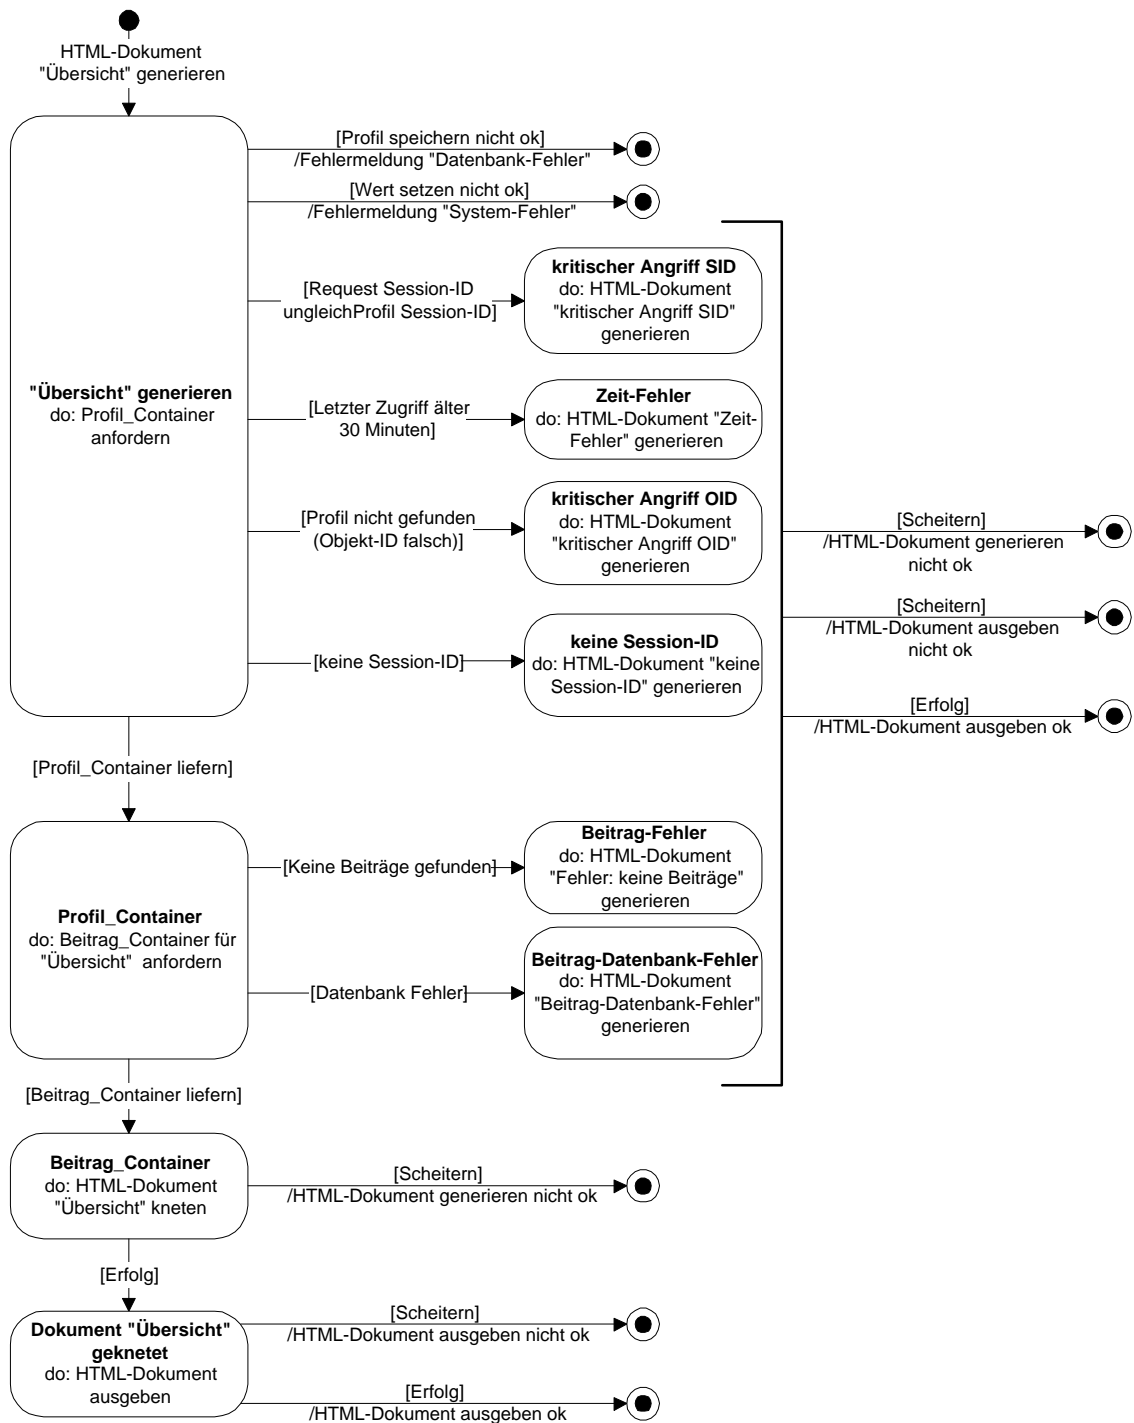 HTML-Dokument
"Übersicht" generieren
[Profil speichern nicht ok]
/Fehlermeldung "Datenbank-Fehler"
[Wert setzen nicht ok]
/Fehlermeldung "System-Fehler"
[Request Session-ID
ungleichProfil Session-ID]
kritischer Angriff SID
do: HTML-Dokument
"kritischer Angriff SID"
generieren
"Übersicht" generieren
do: Profil_Container
anfordern
[Letzter Zugriff älter
30 Minuten]
Zeit-Fehler
do: HTML-Dokument "Zeit-
Fehler" generieren
[Profil nicht gefunden
(Objekt-ID falsch)]
kritischer Angriff OID
do: HTML-Dokument
"kritischer Angriff OID"
generieren
[Scheitern]
/HTML-Dokument generieren
nicht ok
[Scheitern]
/HTML-Dokument ausgeben
nicht ok
[keine Session-ID]
keine Session-ID
do: HTML-Dokument "keine
Session-ID" generieren
[Erfolg]
/HTML-Dokument ausgeben ok
[Profil_Container liefern]
Profil_Container
do: Beitrag_Container für
"Übersicht"  anfordern
[Keine Beiträge gefunden]
Beitrag-Fehler
do: HTML-Dokument
"Fehler: keine Beiträge"
generieren
[Datenbank Fehler]
Beitrag-Datenbank-Fehler
do: HTML-Dokument
"Beitrag-Datenbank-Fehler"
generieren
[Beitrag_Container liefern]
Beitrag_Container
do: HTML-Dokument
"Übersicht" kneten
[Scheitern]
/HTML-Dokument generieren nicht ok
[Erfolg]
Dokument "Übersicht"
geknetet
do: HTML-Dokument
ausgeben
[Scheitern]
/HTML-Dokument ausgeben nicht ok
[Erfolg]
/HTML-Dokument ausgeben ok